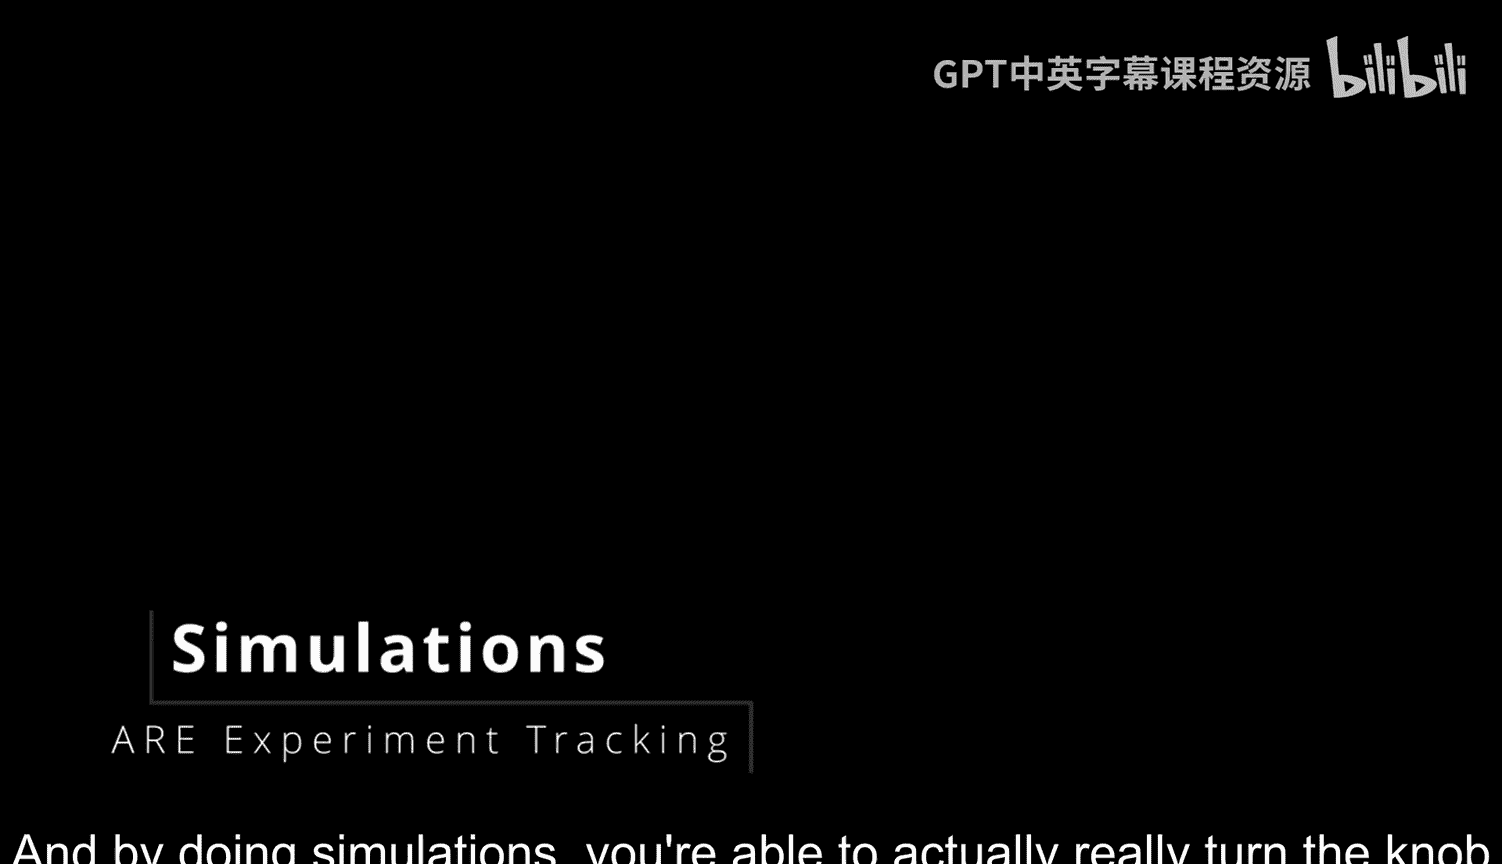 GPT中英字幕课程资源 bilibili
Simulations
ARE Experiment Tracking
And by doing simulations, you're able to actually really turn the knob